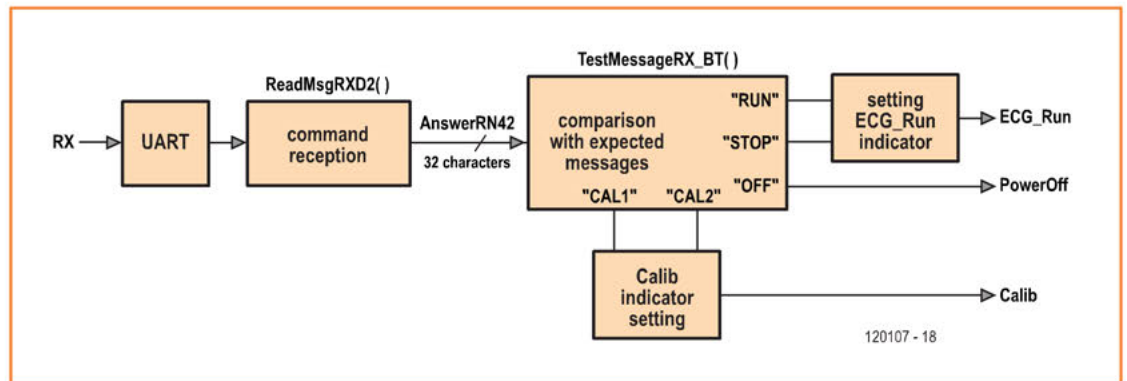 TestMessageRX_BT( )
ReadMsgRXD2( )
RX
UART
command
reception
AnswerRN42
32 characters
comparison
with expected
messages
"RUN"
"STOP"
"OFF"
"CAL1" "CAL2"
setting
ECG_Run
indicator
ECG_Run
PowerOff
Calib
indicator
setting
Calib
120107 - 18